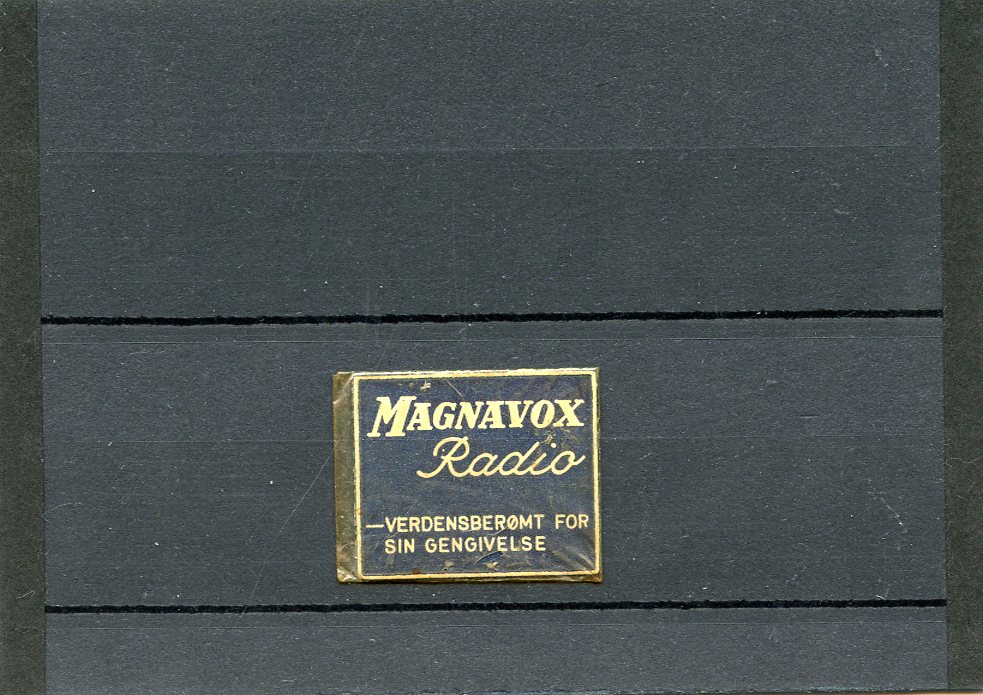 MAGNAVOX
Radio
—VERDENSBERØMT FOR
SIN GENGIVELSE